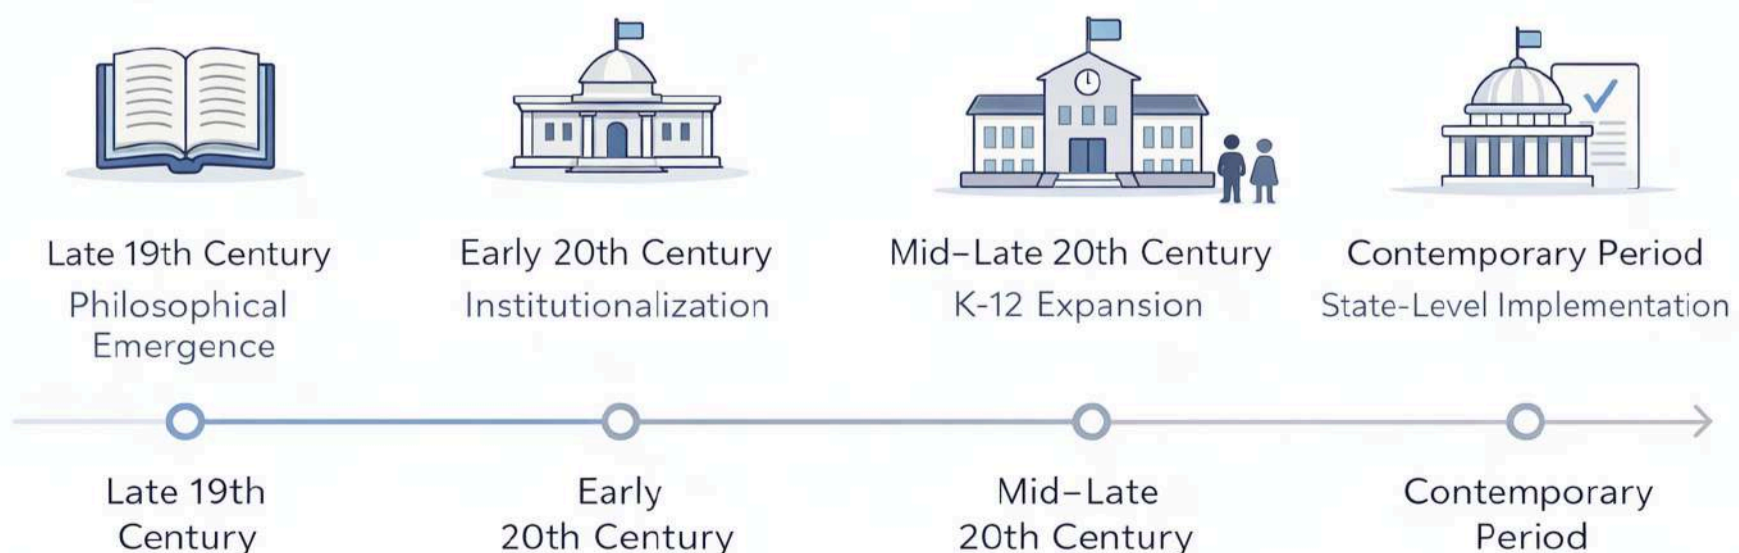 Late 19th Century
Philosophical
Emergence
Early 20th Century
Institutionalization
Mid–Late 20th Century
K-12 Expansion
Contemporary Period
State-Level Implementation
Late 19th
Century
Early
20th Century
Mid–Late
20th Century
Contemporary
Period